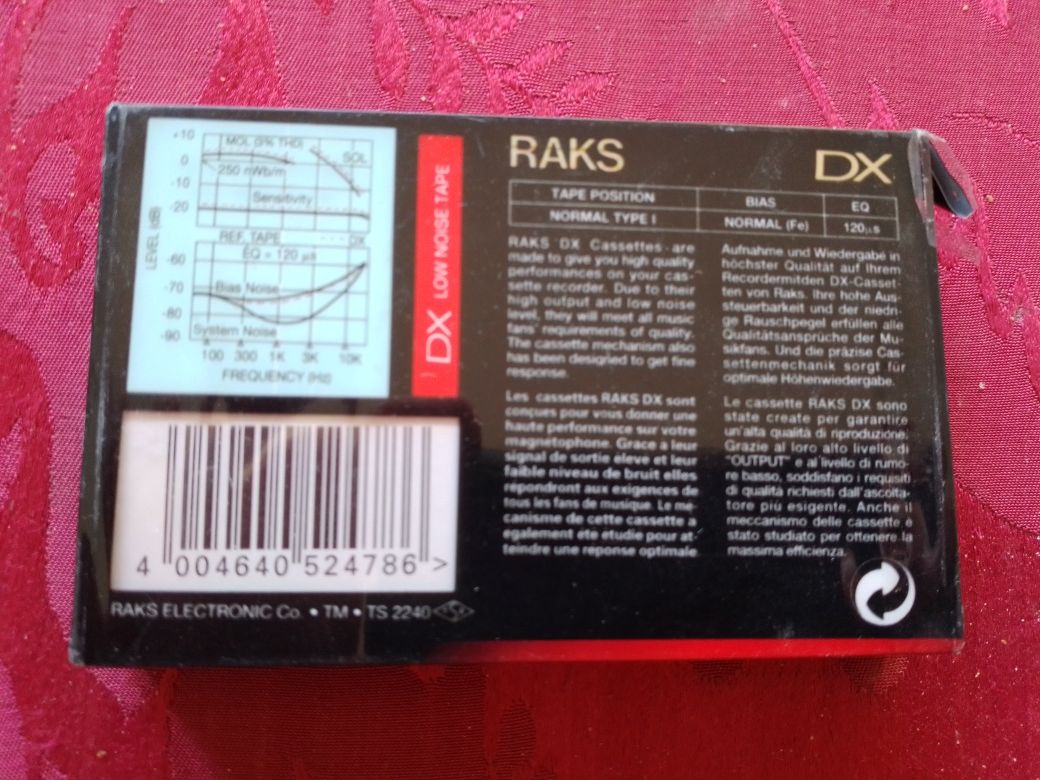 +10
0
-10
-20
-60
-70
-80
-90
LEVEL (dB)
MOL (3% THD)
SOL
250 nWb/m
Sensitivity
REF. TAPE
DX
EQ = 120 µs
Bias Noise
System Noise
100 300 1K 3K 10K
FREQUENCY (Hz)
DX LOW NOISE TAPE
RAKS
DX
TAPE POSITION BIAS EQ
NORMAL TYPE I NORMAL (Fe) 120µs
RAKS DX Cassettes are
made to give you high quality
performances on your cas-
sette recorder. Due to their
high output and low noise
level, they will meet all music
fans' requirements of quality.
The cassette mechanism also
has been designed to get fine
response.
Aufnahme und Wiedergabe in
höchster Qualität auf Ihrem
Recordermitden DX-Casset-
ten von Raks. Ihre hohe Aus-
steuerbarkeit und der niedri-
ge Rauschpegel erfüllen alle
Qualitätsansprüche der Mu-
sikfans. Und die präzise Cas-
settenmechanik sorgt für
optimale Höhenwiedergabe.
Les cassettes RAKS DX sont
conçues pour vous donner une
haute performance sur votre
magnetophone. Grace a leur
signal de sortie eleve et leur
faible niveau de bruit elles
répondront aux exigences de
tous les fans de musique. Le me-
canisme de cette cassette a
egalement ete etudie pour at-
teindre une reponse optimale
Le cassette RAKS DX sono
state create per garantire
un'alta qualità di riproduzione.
Grazie al loro alto livello di
"OUTPUT" e al livello di rumo-
re basso, soddisfano i requisiti
di qualità richiesti dall'ascolta-
tore più esigente. Anche il
meccanismo delle cassette è
stato studiato per ottenere la
massima efficienza.
4 004640 524786 >
RAKS ELECTRONIC Co. • TM • TS 2240